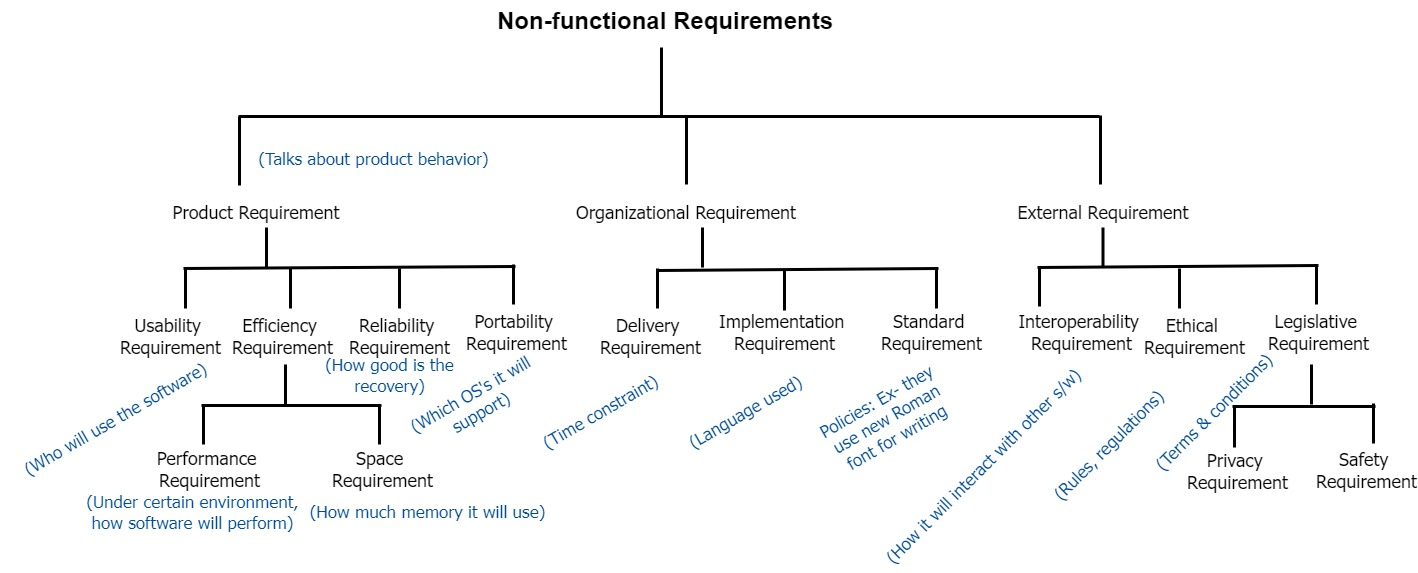 Non-functional Requirements
(Talks about product behavior)
Product Requirement
Organizational Requirement
External Requirement
Usability
Requirement
(Who will use the software)
Efficiency
Requirement
Reliability
Requirement
(How good is the
recovery)
Portability
Requirement
(Which OS's it will
support)
Delivery
Requirement
(Time constraint)
Implementation
Requirement
(Language used)
Standard
Requirement
Policies: Ex- they
use new Roman
font for writing
Interoperability
Requirement
(How it will interact with other s/w)
Ethical
Requirement
(Rules, regulations)
Legislative
Requirement
(Terms & conditions)
Performance
Requirement
(Under certain environment,
how software will perform)
Space
Requirement
(How much memory it will use)
Privacy
Requirement
Safety
Requirement